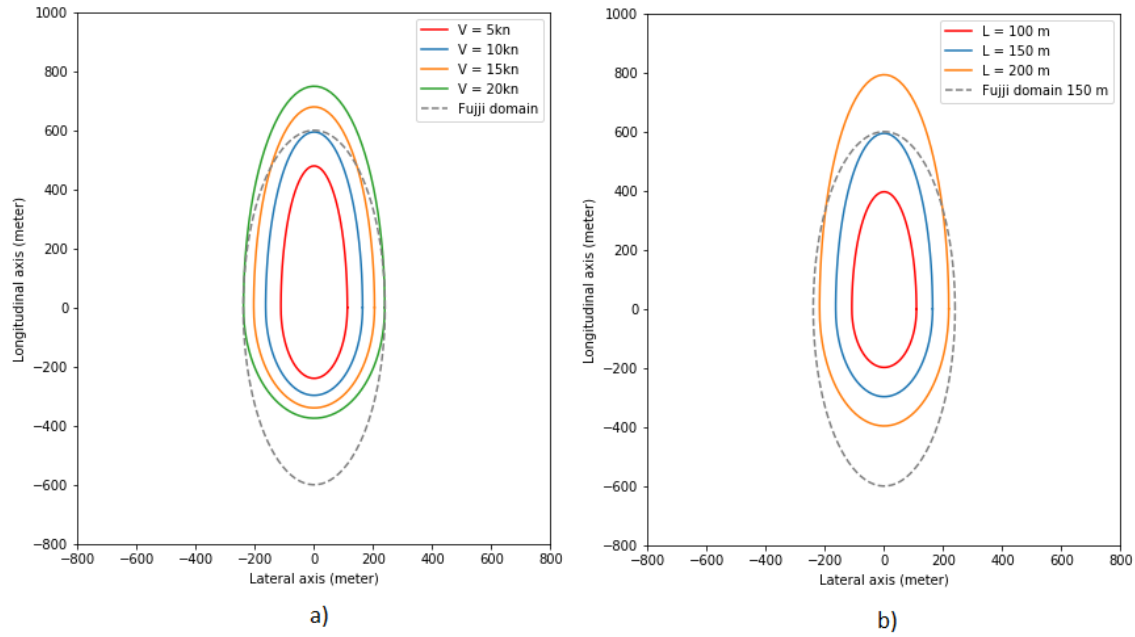 1000
800
600
400
200
0
−200
−400
−600
−800
Longitudinal axis (meter)
V = 5kn
V = 10kn
V = 15kn
V = 20kn
Fujji domain
−800 −600 −400 −200 0 200 400 600 800
Lateral axis (meter)
a)
1000
800
600
400
200
0
−200
−400
−600
−800
Longitudinal axis (meter)
L = 100 m
L = 150 m
L = 200 m
Fujji domain 150 m
−800 −600 −400 −200 0 200 400 600 800
Lateral axis (meter)
b)